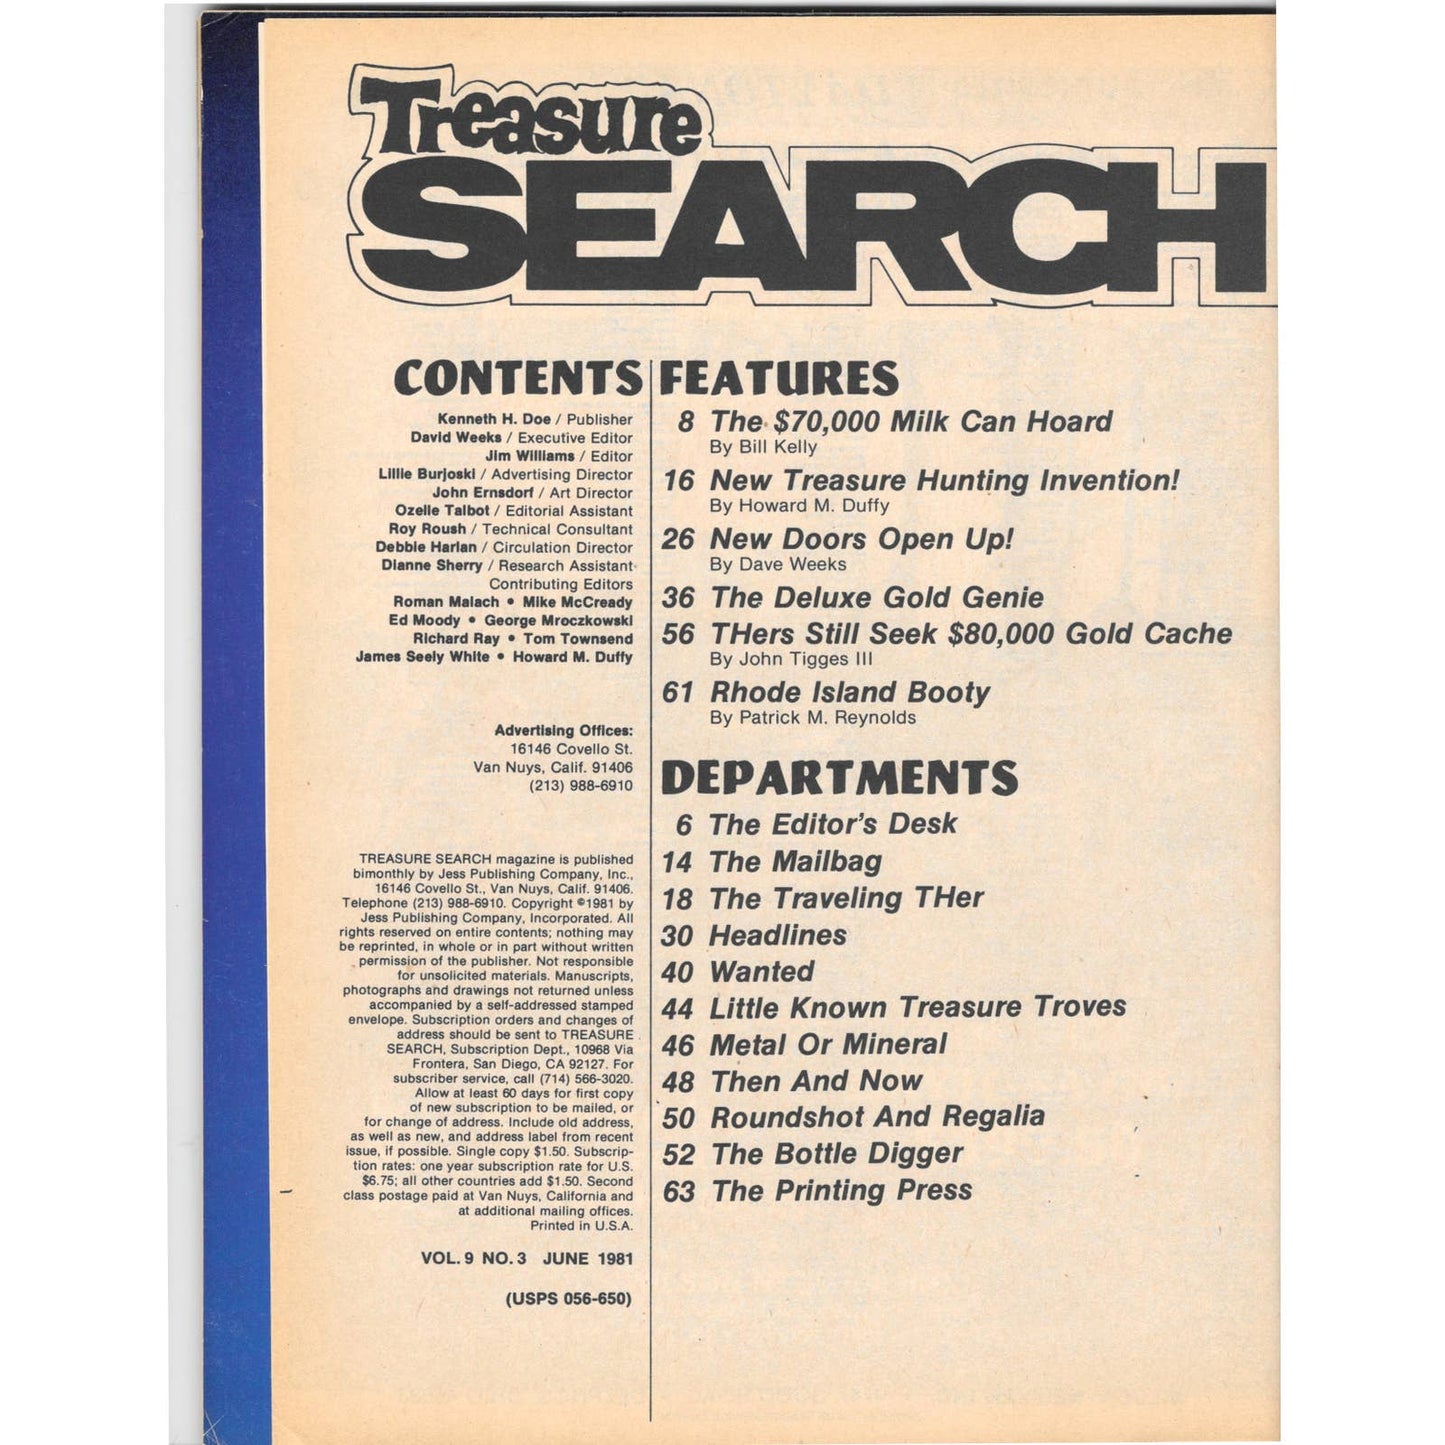 Treasure
SEARCH
CONTENTS
Kenneth H. Doe / Publisher
David Weeks / Executive Editor
Jim Williams / Editor
Lillie Burjoski / Advertising Director
John Ernsdorf / Art Director
Ozelle Talbot / Editorial Assistant
Roy Roush / Technical Consultant
Debbie Harlan / Circulation Director
Dianne Sherry / Research Assistant
Contributing Editors
Roman Malach • Mike McCready
Ed Moody • George Mroczkowski
Richard Ray • Tom Townsend
James Seely White • Howard M. Duffy
Advertising Offices:
16146 Covello St.
Van Nuys, Calif. 91406
(213) 988-6910
TREASURE SEARCH magazine is published
bimonthly by Jess Publishing Company, Inc.,
16146 Covello St., Van Nuys, Calif. 91406.
Telephone (213) 988-6910. Copyright ©1981 by
Jess Publishing Company, Incorporated. All
rights reserved on entire contents; nothing may
be reprinted, in whole or in part without written
permission of the publisher. Not responsible
for unsolicited materials. Manuscripts,
photographs and drawings not returned unless
accompanied by a self-addressed stamped
envelope. Subscription orders and changes of
address should be sent to TREASURE
SEARCH, Subscription Dept., 10968 Via
Frontera, San Diego, CA 92127. For
subscriber service, call (714) 566-3020.
Allow at least 60 days for first copy
of new subscription to be mailed, or
for change of address. Include old address,
as well as new, and address label from recent
issue, if possible. Single copy $1.50. Subscrip-
tion rates: one year subscription rate for U.S.
$6.75; all other countries add $1.50. Second
class postage paid at Van Nuys, California and
at additional mailing offices.
Printed in U.S.A.
VOL. 9 NO. 3 JUNE 1981
(USPS 056-650)
FEATURES
8 The $70,000 Milk Can Hoard
By Bill Kelly
16 New Treasure Hunting Invention!
By Howard M. Duffy
26 New Doors Open Up!
By Dave Weeks
36 The Deluxe Gold Genie
56 THers Still Seek $80,000 Gold Cache
By John Tigges III
61 Rhode Island Booty
By Patrick M. Reynolds
DEPARTMENTS
6 The Editor's Desk
14 The Mailbag
18 The Traveling THer
30 Headlines
40 Wanted
44 Little Known Treasure Troves
46 Metal Or Mineral
48 Then And Now
50 Roundshot And Regalia
52 The Bottle Digger
63 The Printing Press